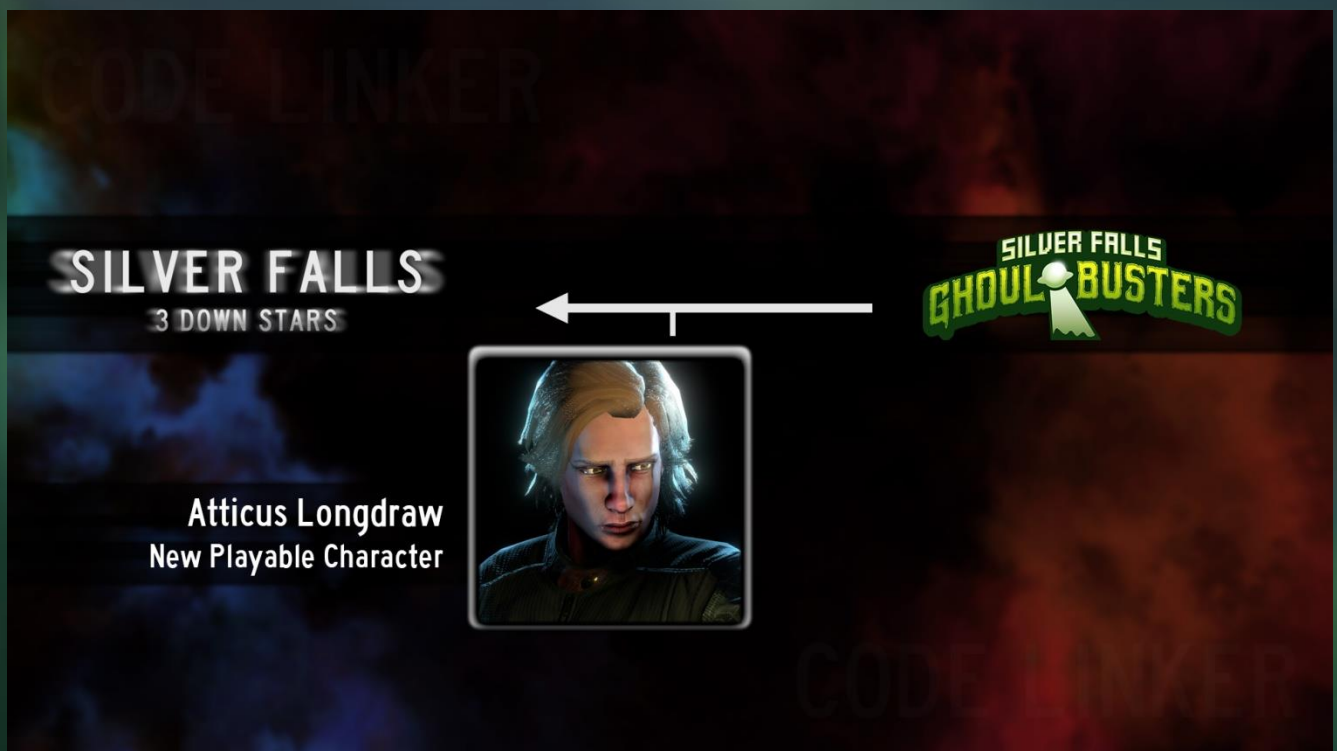 CODE LINKER
SILVER FALLS
3 DOWN STARS
SILVER FALLS
GHOUL BUSTERS
Atticus Longdraw
New Playable Character
CODE LINKER